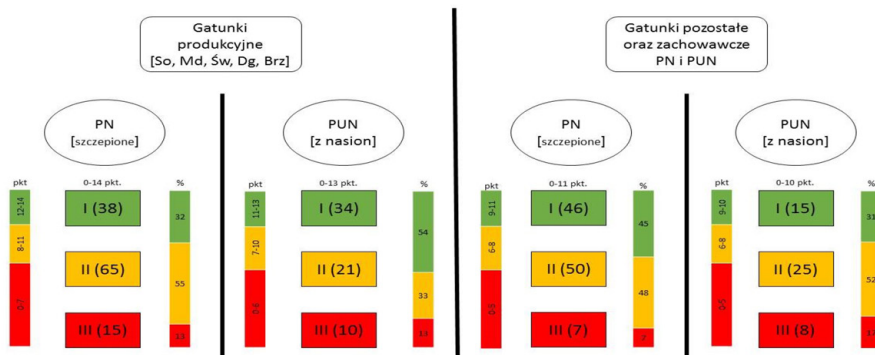 Gatunki
produkcyjne
[So, Md, Św, Dg, Brz]
Gatunki pozostałe
oraz zachowawcze
PN i PUN
PN
[szczepione]
pkt
0-14 pkt.
%
12-14
8-11
0-7
I (38)
II (65)
III (15)
32
55
13
PUN
[z nasion]
pkt
0-13 pkt.
%
11-13
7-10
0-6
I (34)
II (21)
III (10)
54
33
13
PN
[szczepione]
pkt
0-11 pkt.
%
9-11
6-8
0-5
I (46)
II (50)
III (7)
45
48
7
PUN
[z nasion]
pkt
0-10 pkt.
%
9-10
6-8
0-5
I (15)
II (25)
III (8)
31
52
17